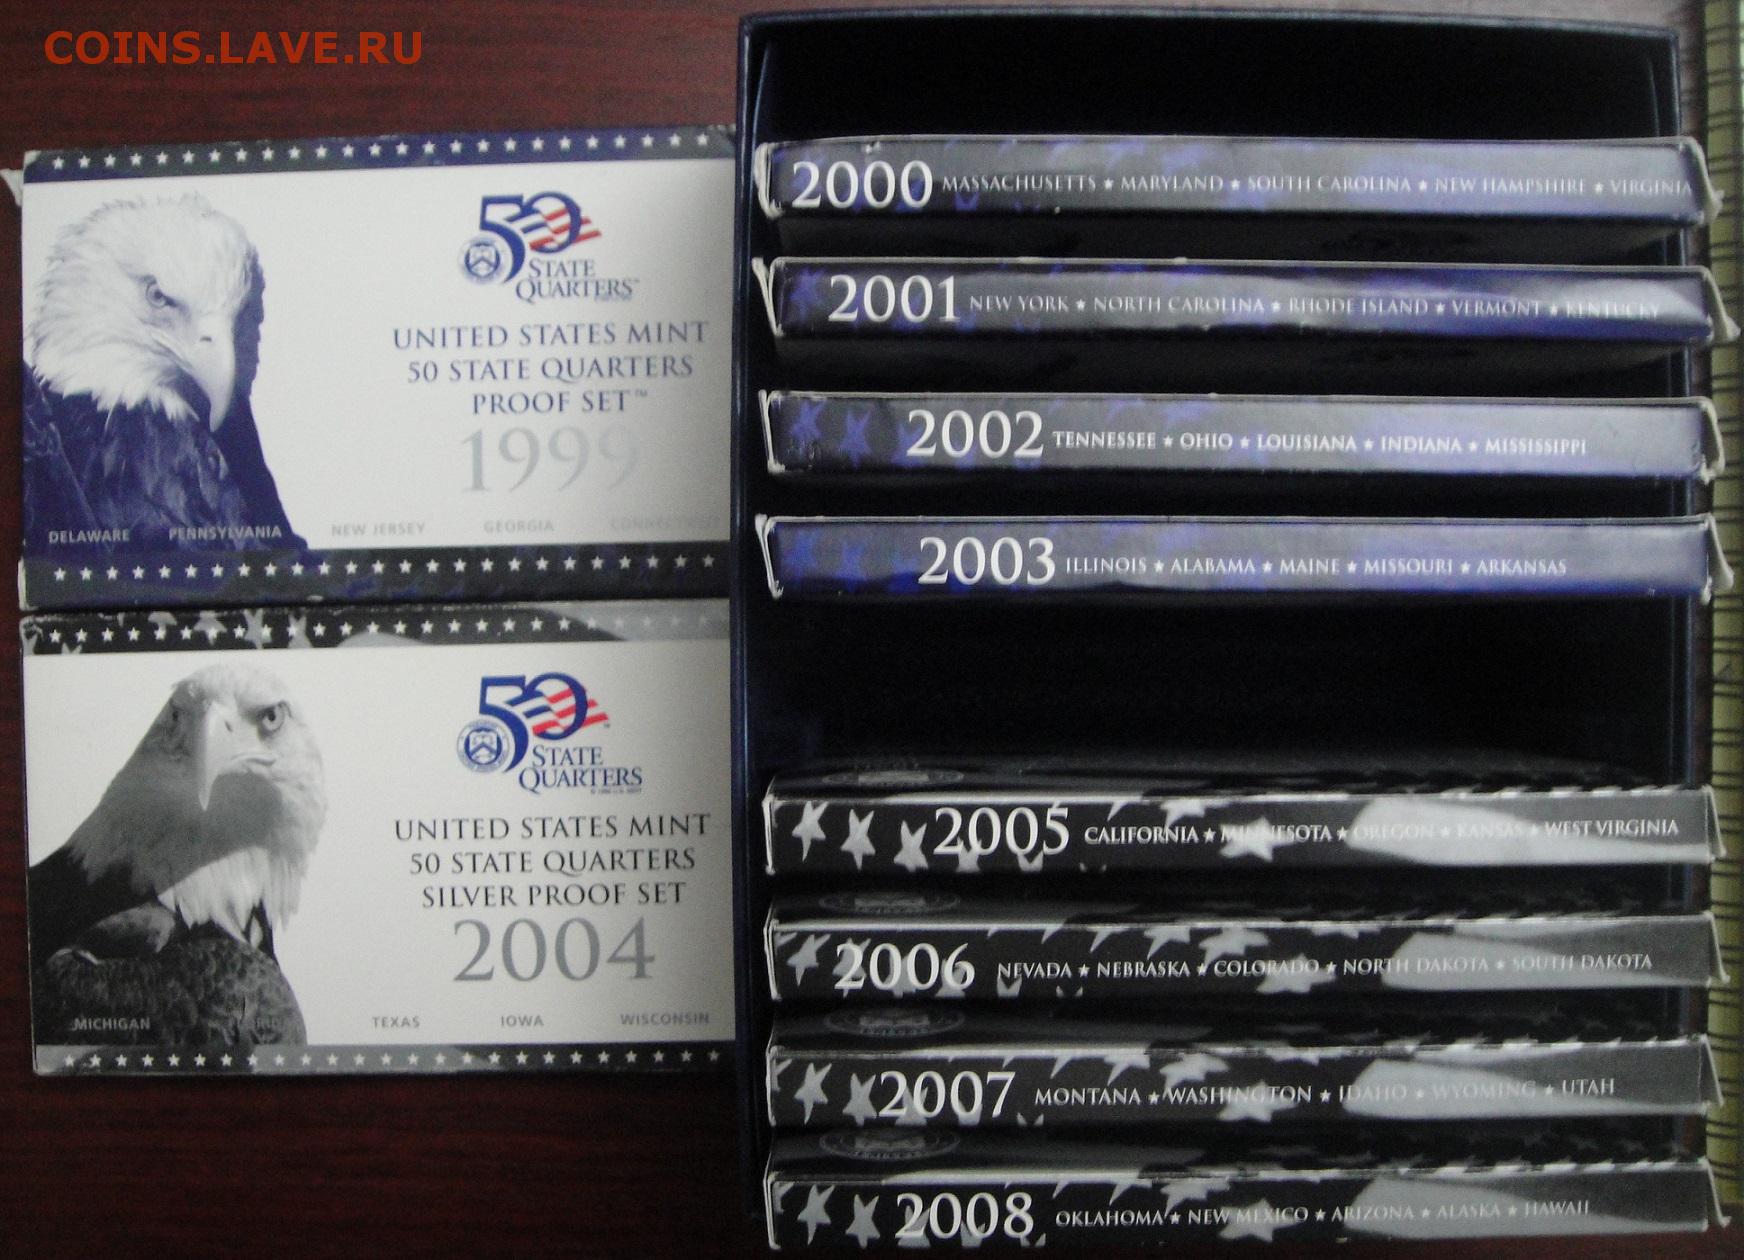 COINS.LAVE.RU
50
STATE
QUARTERS™
UNITED STATES MINT
50 STATE QUARTERS
PROOF SET™
1999
DELAWARE PENNSYLVANIA NEW JERSEY GEORGIA CONNECTICUT
50
STATE
QUARTERS
UNITED STATES MINT
50 STATE QUARTERS
SILVER PROOF SET
2004
MICHIGAN FLORIDA TEXAS IOWA WISCONSIN
2000 MASSACHUSETTS ★ MARYLAND ★ SOUTH CAROLINA ★ NEW HAMPSHIRE ★ VIRGINIA
2001 NEW YORK ★ NORTH CAROLINA ★ RHODE ISLAND ★ VERMONT ★ KENTUCKY
2002 TENNESSEE ★ OHIO ★ LOUISIANA ★ INDIANA ★ MISSISSIPPI
2003 ILLINOIS ★ ALABAMA ★ MAINE ★ MISSOURI ★ ARKANSAS
2005 CALIFORNIA ★ MINNESOTA ★ OREGON ★ KANSAS ★ WEST VIRGINIA
2006 NEVADA ★ NEBRASKA ★ COLORADO ★ NORTH DAKOTA ★ SOUTH DAKOTA
2007 MONTANA ★ WASHINGTON ★ IDAHO ★ WYOMING ★ UTAH
2008 OKLAHOMA ★ NEW MEXICO ★ ARIZONA ★ ALASKA ★ HAWAII